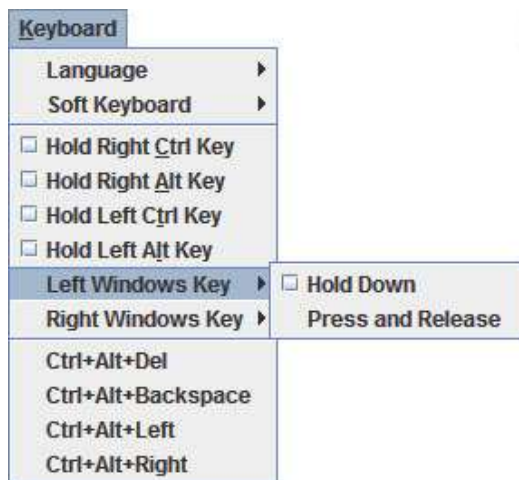 Keyboard
Language
Soft Keyboard
Hold Right Ctrl Key
Hold Right Alt Key
Hold Left Ctrl Key
Hold Left Alt Key
Left Windows Key
Hold Down
Right Windows Key
Press and Release
Ctrl+Alt+Del
Ctrl+Alt+Backspace
Ctrl+Alt+Left
Ctrl+Alt+Right